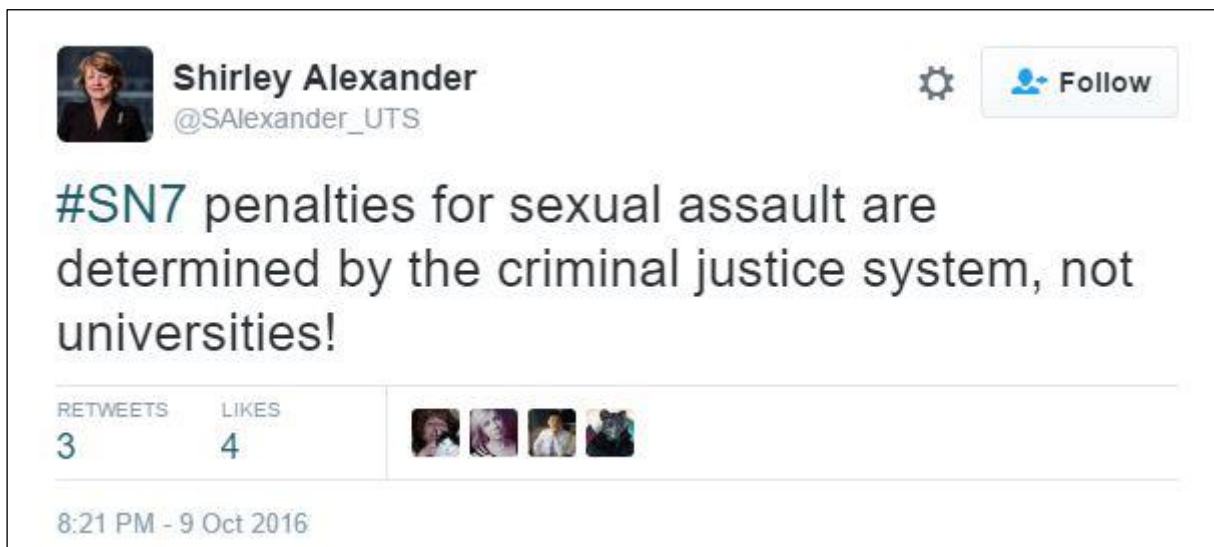 Shirley Alexander
@SAlexander_UTS
Follow
#SN7 penalties for sexual assault are
determined by the criminal justice system, not
universities!
RETWEETS LIKES
3 4
8:21 PM - 9 Oct 2016